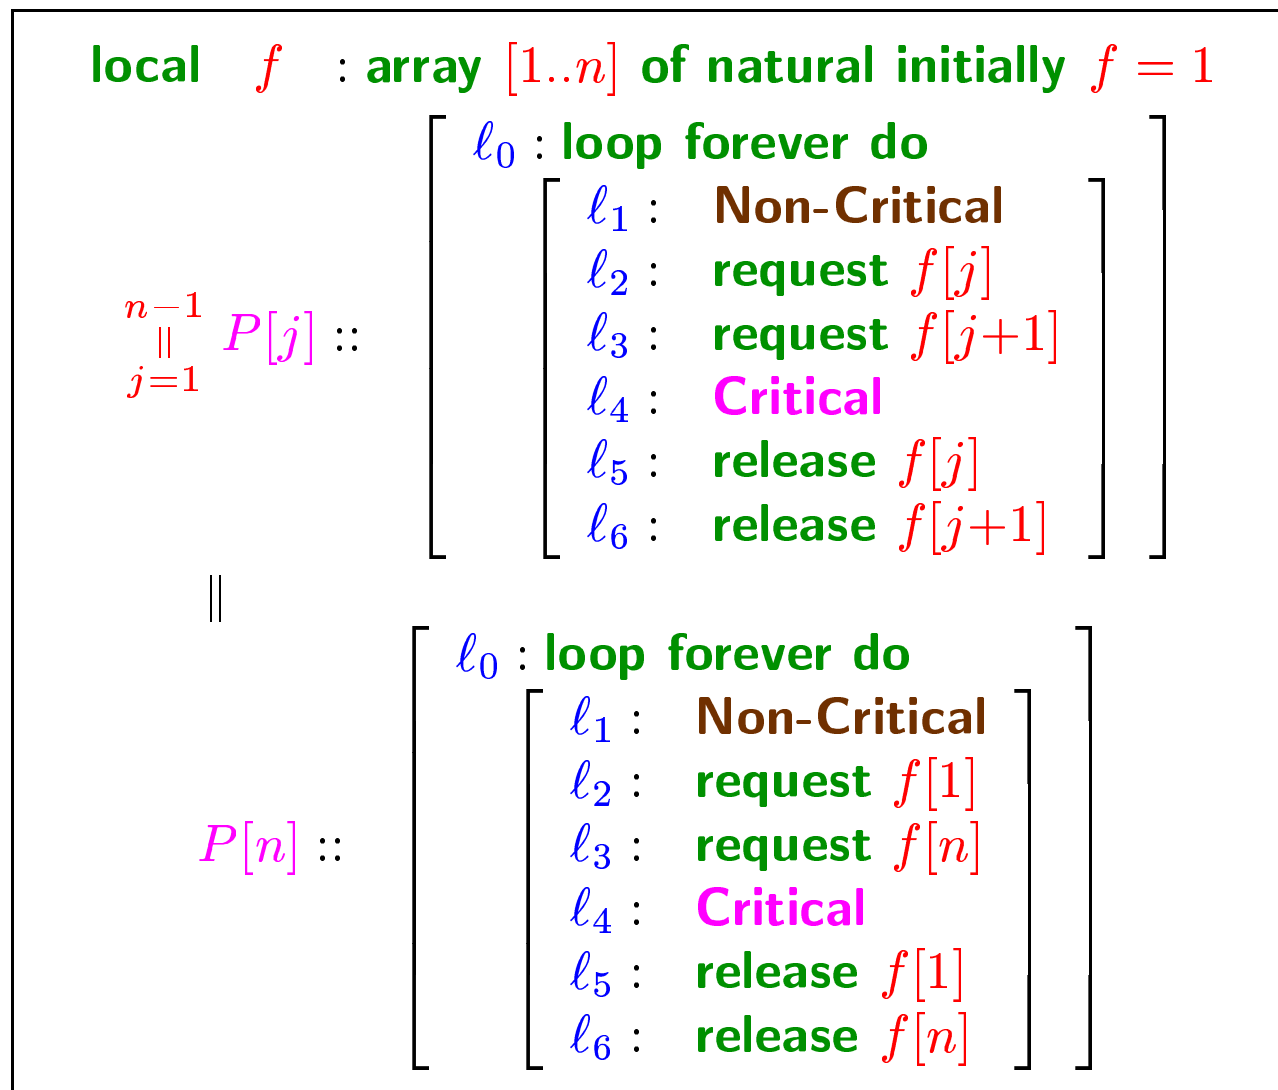 local f : array [1..n] of natural initially f = 1
ℓ0 : loop forever do
ℓ1 : Non-Critical
ℓ2 : request f[j]
n−1
|| P[j] ::
j=1
ℓ3 : request f[j+1]
ℓ4 : Critical
ℓ5 : release f[j]
ℓ6 : release f[j+1]
||
ℓ0 : loop forever do
ℓ1 : Non-Critical
ℓ2 : request f[1]
P[n] :: ℓ3 : request f[n]
ℓ4 : Critical
ℓ5 : release f[1]
ℓ6 : release f[n]